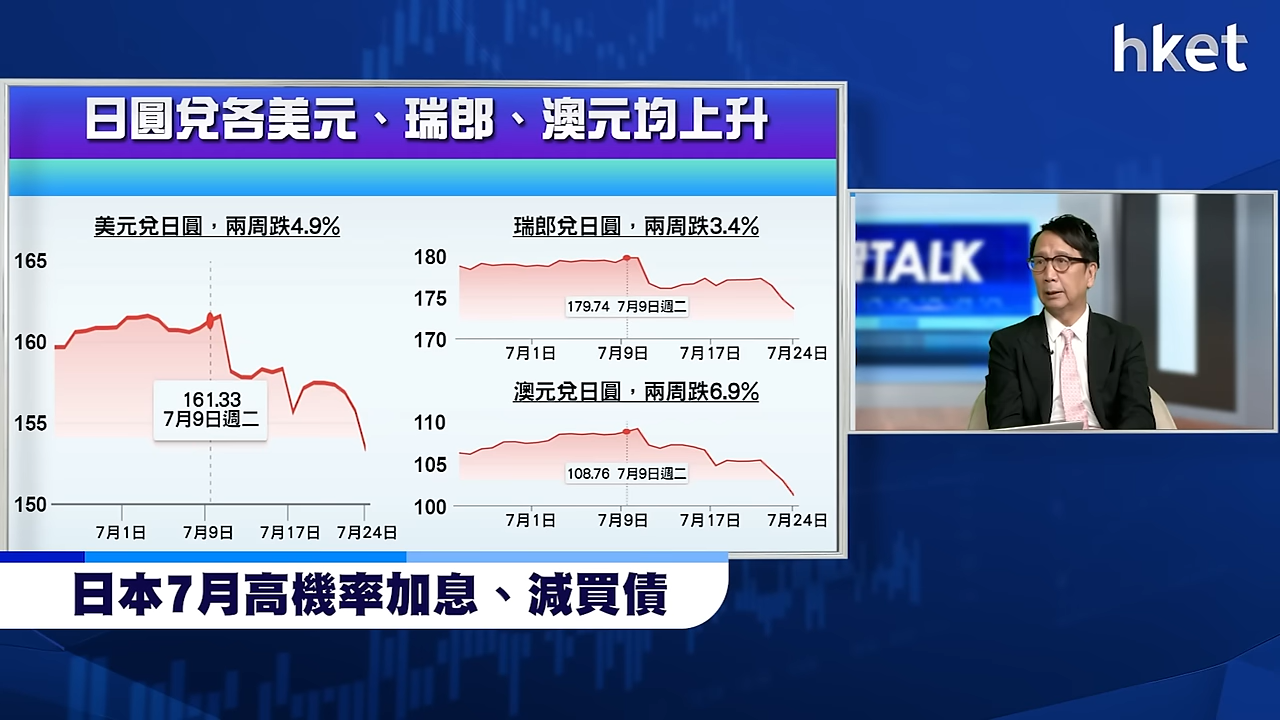 hket
日圓兌各美元、瑞郎、澳元均上升
美元兌日圓，兩周跌4.9%
165
160
155
150
161.33
7月9日週二
7月1日
7月9日
7月17日
7月24日
瑞郎兌日圓，兩周跌3.4%
180
175
170
179.74 7月9日週二
7月1日
7月9日
7月17日
7月24日
澳元兌日圓，兩周跌6.9%
110
105
100
108.76 7月9日週二
7月1日
7月9日
7月17日
7月24日
TALK
日本7月高機率加息、減買債